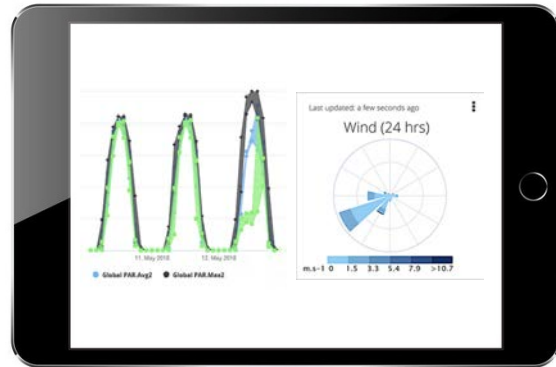 11. May 2018
12. May 2018
Global PAR.Avg2
Global PAR.Max2
Last updated: a few seconds ago
Wind (24 hrs)
m.s-1 0 1.5 3.3 5.4 7.9 >10.7